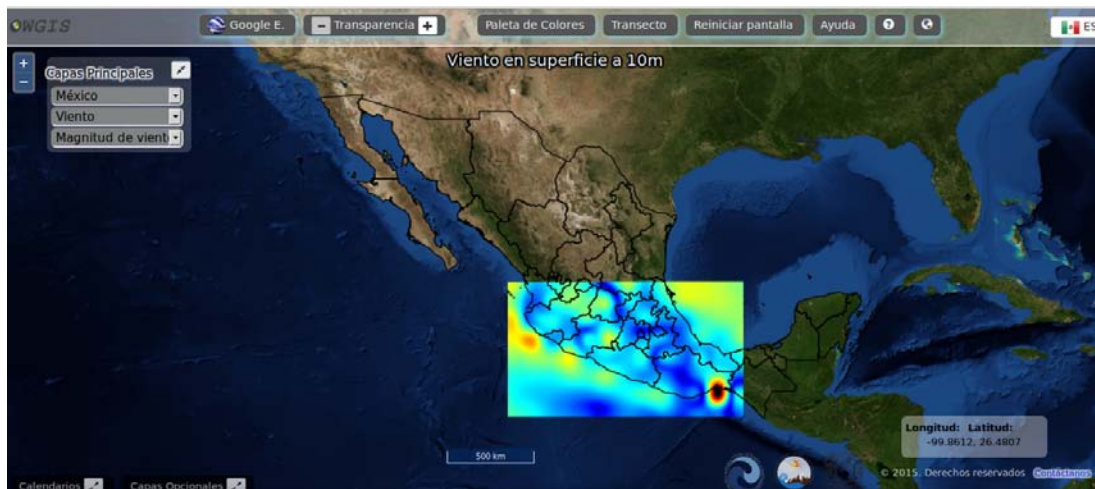 OWGIS
Google E. − Transparencia + Paleta de Colores Transecto Reiniciar pantalla Ayuda ? ES
+
−
Capas Principales
México
Viento
Magnitud de vient
Viento en superficie a 10m
Longitud: Latitud:
-99.8612, 26.4807
500 km
© 2015. Derechos reservados Contáctanos
Calendarios Capas Opcionales